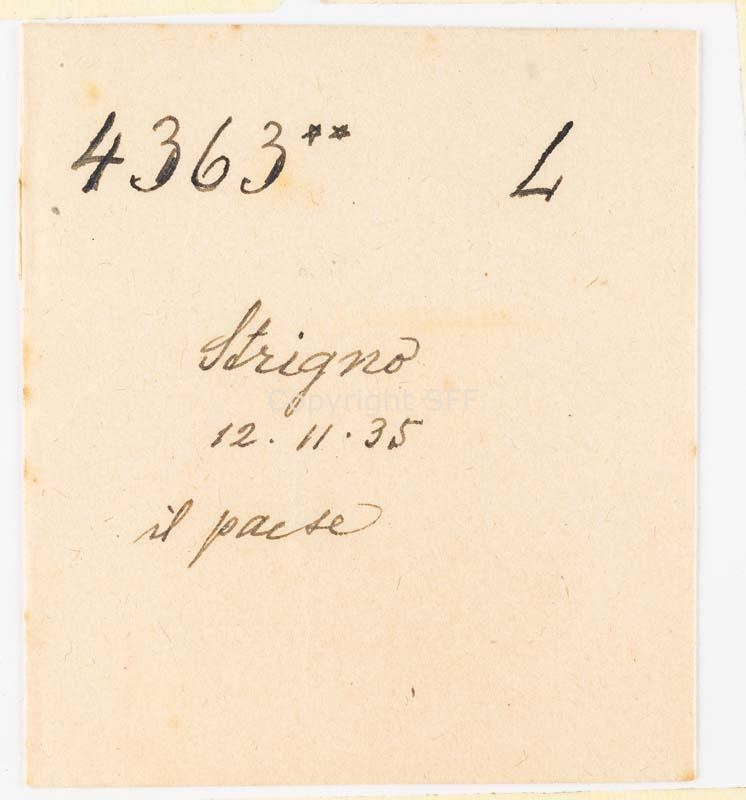 4363** L
Strigno
Copyright SFF
12.11.35
il paese